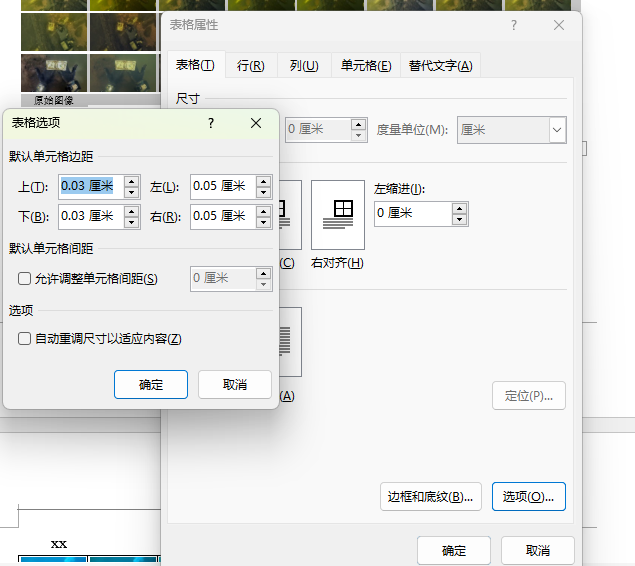 原始图像
表格属性 ?
表格(T) 行(R) 列(U) 单元格(E) 替代文字(A)
尺寸
0 厘米 度量单位(M): 厘米
左缩进(I):
0 厘米
(C) 右对齐(H)
(A)
定位(P)...
边框和底纹(B)... 选项(O)...
确定 取消
表格选项 ?
默认单元格边距
上(T): 0.03 厘米 左(L): 0.05 厘米
下(B): 0.03 厘米 右(R): 0.05 厘米
默认单元格间距
允许调整单元格间距(S) 0 厘米
选项
自动重调尺寸以适应内容(Z)
确定 取消
xx